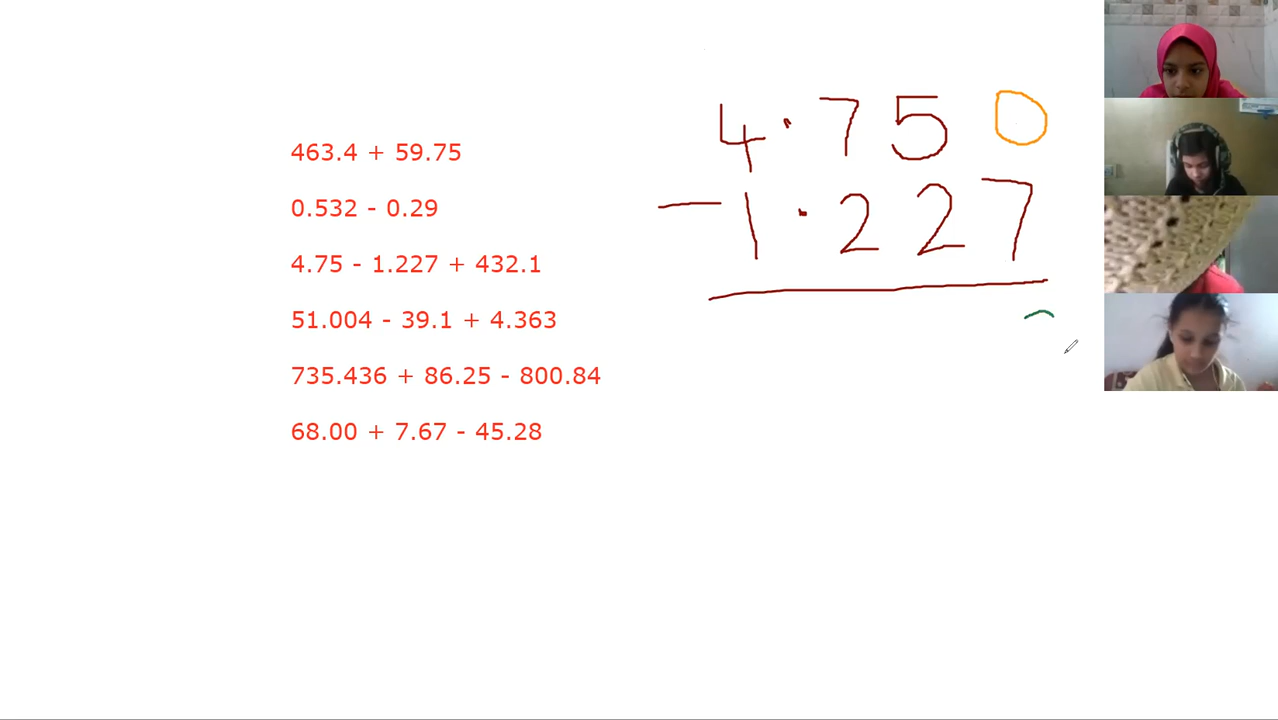 463.4 + 59.75
0.532 - 0.29
4.75 - 1.227 + 432.1
51.004 - 39.1 + 4.363
735.436 + 86.25 - 800.84
68.00 + 7.67 - 45.28
4.750
- 1.227